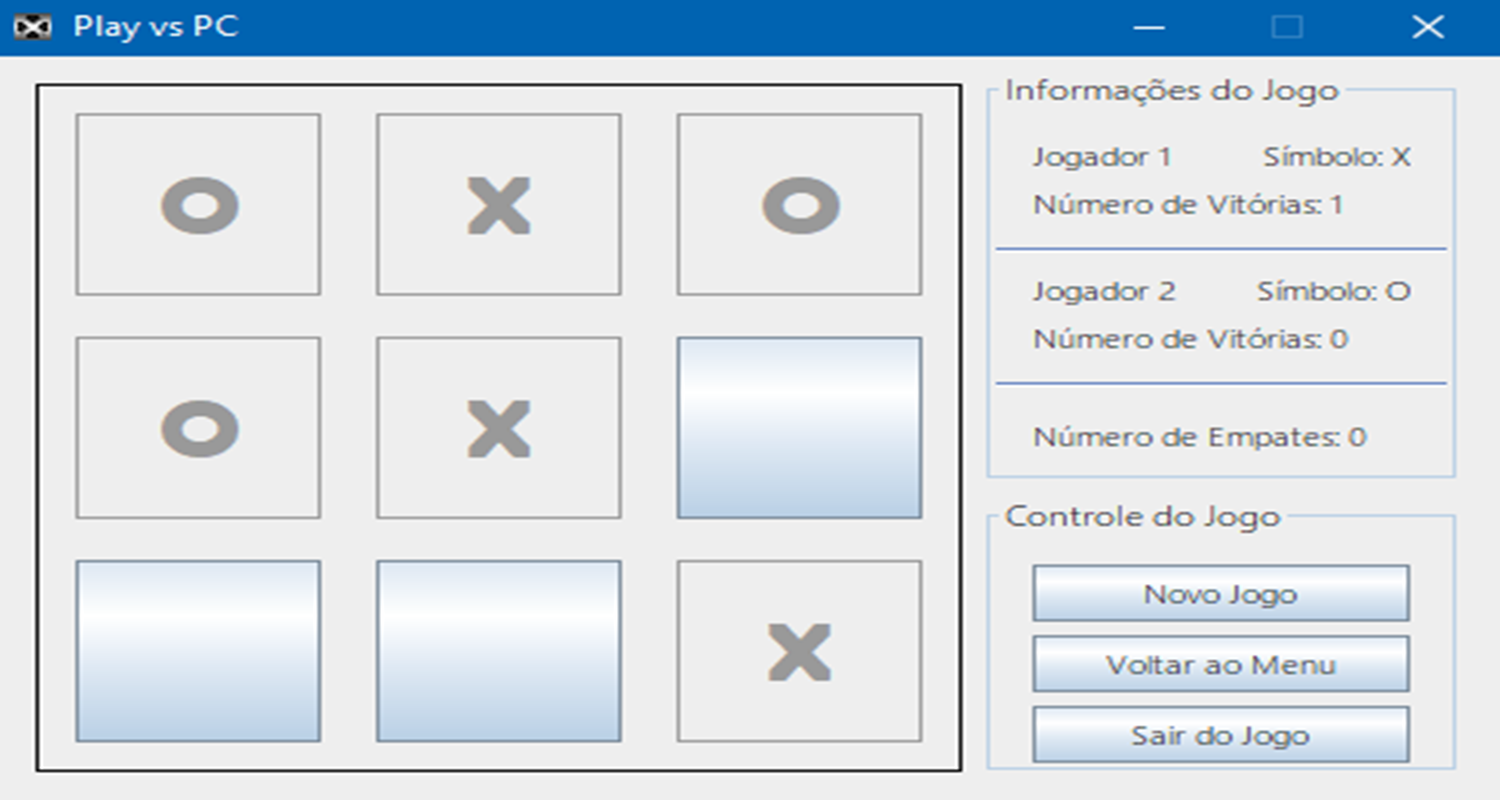 Play vs PC
O X O
O X
X
Informações do Jogo
Jogador 1 Símbolo: X
Número de Vitórias: 1
Jogador 2 Símbolo: O
Número de Vitórias: 0
Número de Empates: 0
Controle do Jogo
Novo Jogo
Voltar ao Menu
Sair do Jogo